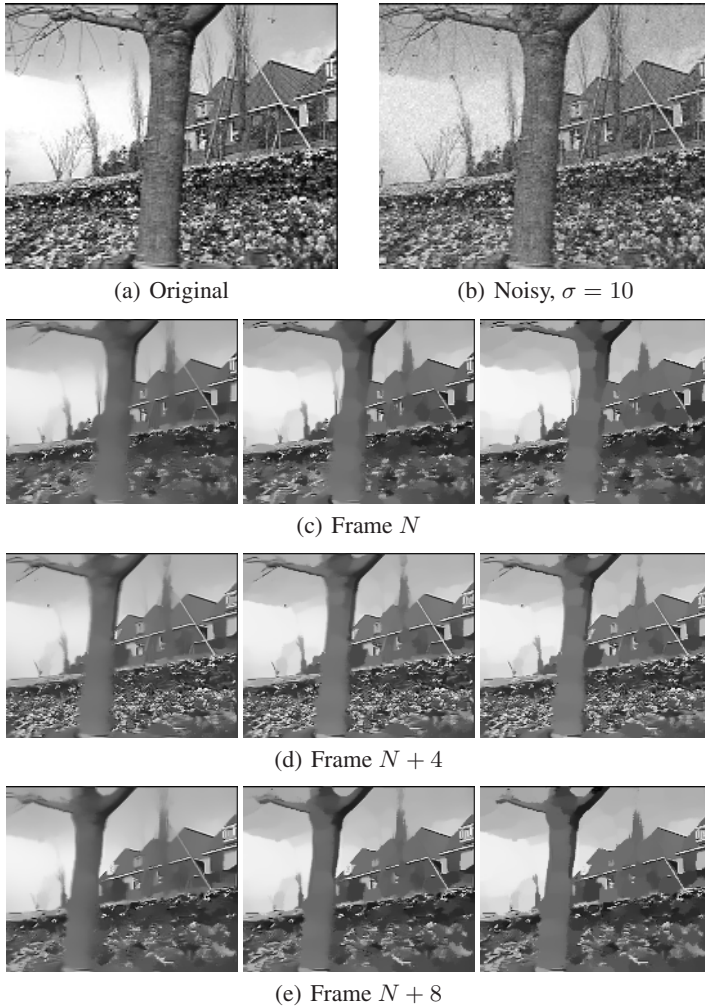 (a) Original
(b) Noisy, σ = 10
(c) Frame N
(d) Frame N + 4
(e) Frame N + 8